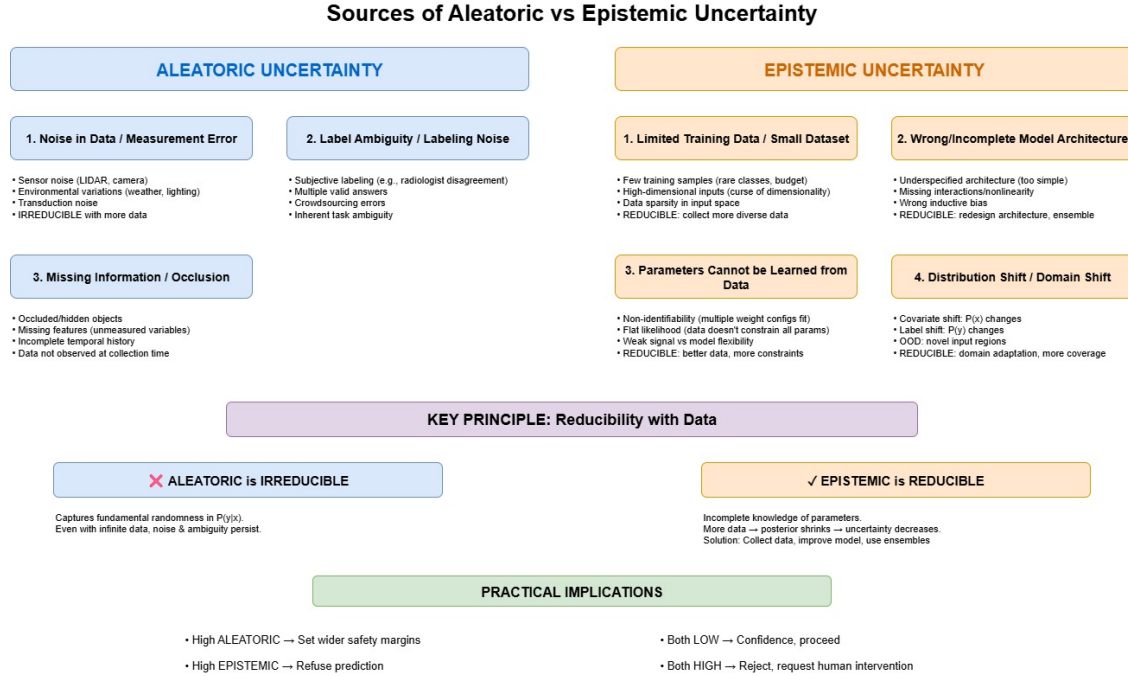 Sources of Aleatoric vs Epistemic Uncertainty
ALEATORIC UNCERTAINTY
1. Noise in Data / Measurement Error
• Sensor noise (LIDAR, camera)
• Environmental variations (weather, lighting)
• Transduction noise
• IRREDUCIBLE with more data
2. Label Ambiguity / Labeling Noise
• Subjective labeling (e.g., radiologist disagreement)
• Multiple valid answers
• Crowdsourcing errors
• Inherent task ambiguity
3. Missing Information / Occlusion
• Occluded/hidden objects
• Missing features (unmeasured variables)
• Incomplete temporal history
• Data not observed at collection time
EPISTEMIC UNCERTAINTY
1. Limited Training Data / Small Dataset
• Few training samples (rare classes, budget)
• High-dimensional inputs (curse of dimensionality)
• Data sparsity in input space
• REDUCIBLE: collect more diverse data
2. Wrong/Incomplete Model Architecture
• Underspecified architecture (too simple)
• Missing interactions/nonlinearity
• Wrong inductive bias
• REDUCIBLE: redesign architecture, ensemble
3. Parameters Cannot be Learned from
Data
• Non-identifiability (multiple weight configs fit)
• Flat likelihood (data doesn't constrain all params)
• Weak signal vs model flexibility
• REDUCIBLE: better data, more constraints
4. Distribution Shift / Domain Shift
• Covariate shift: P(x) changes
• Label shift: P(y) changes
• OOD: novel input regions
• REDUCIBLE: domain adaptation, more coverage
KEY PRINCIPLE: Reducibility with Data
❌ ALEATORIC is IRREDUCIBLE
Captures fundamental randomness in P(y|x).
Even with infinite data, noise & ambiguity persist.
✓ EPISTEMIC is REDUCIBLE
Incomplete knowledge of parameters.
More data → posterior shrinks → uncertainty decreases.
Solution: Collect data, improve model, use ensembles
PRACTICAL IMPLICATIONS
• High ALEATORIC → Set wider safety margins
• High EPISTEMIC → Refuse prediction
• Both LOW → Confidence, proceed
• Both HIGH → Reject, request human intervention